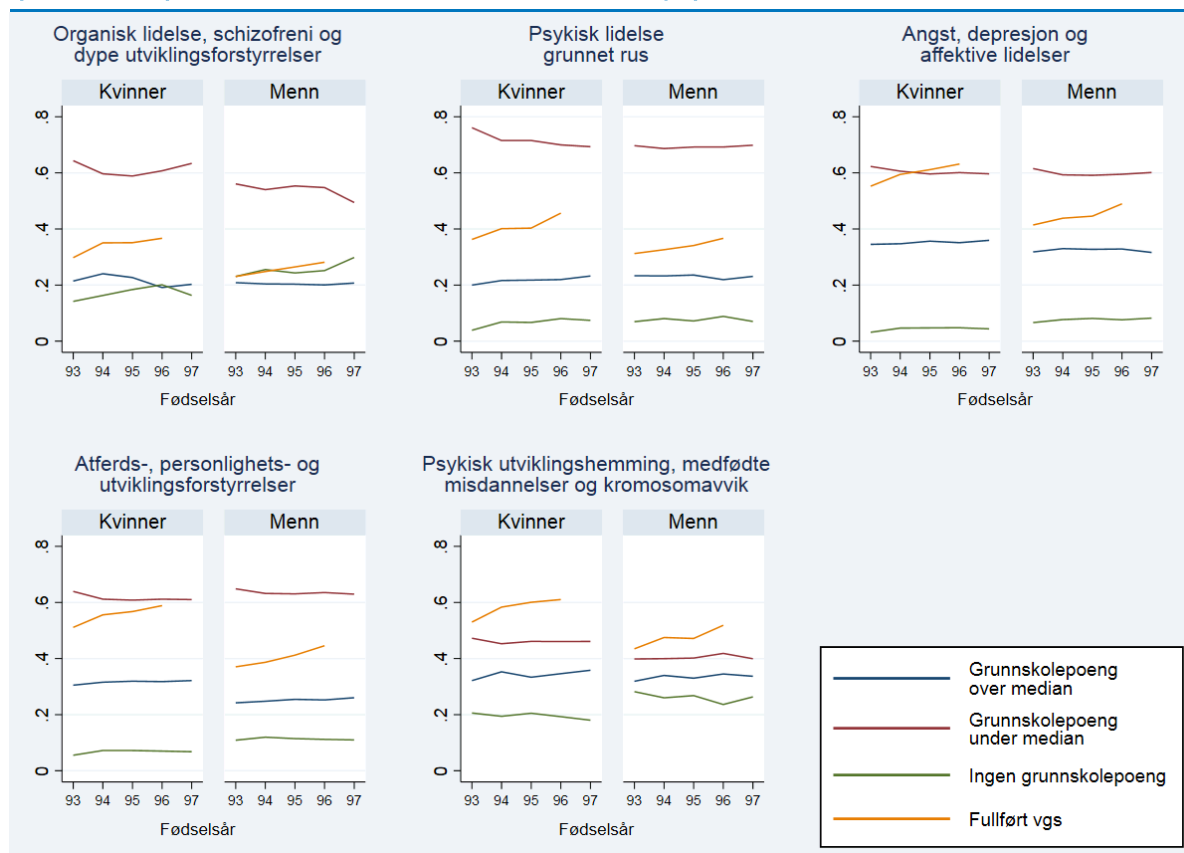 Organisk lidelse, schizofreni og
dype utviklingsforstyrrelser
Kvinner Menn
.8
.6
.4
.2
0
93 94 95 96 97 93 94 95 96 97
Fødselsår
Psykisk lidelse
grunnet rus
Kvinner Menn
.8
.6
.4
.2
0
93 94 95 96 97 93 94 95 96 97
Fødselsår
Angst, depresjon og
affektive lidelser
Kvinner Menn
.8
.6
.4
.2
0
93 94 95 96 97 93 94 95 96 97
Fødselsår
Atferds-, personlighets- og
utviklingsforstyrrelser
Kvinner Menn
.8
.6
.4
.2
0
93 94 95 96 97 93 94 95 96 97
Fødselsår
Psykisk utviklingshemming, medfødte
misdannelser og kromosomavvik
Kvinner Menn
.8
.6
.4
.2
0
93 94 95 96 97 93 94 95 96 97
Fødselsår
Grunnskolepoeng
over median
Grunnskolepoeng
under median
Ingen grunnskolepoeng
Fullført vgs